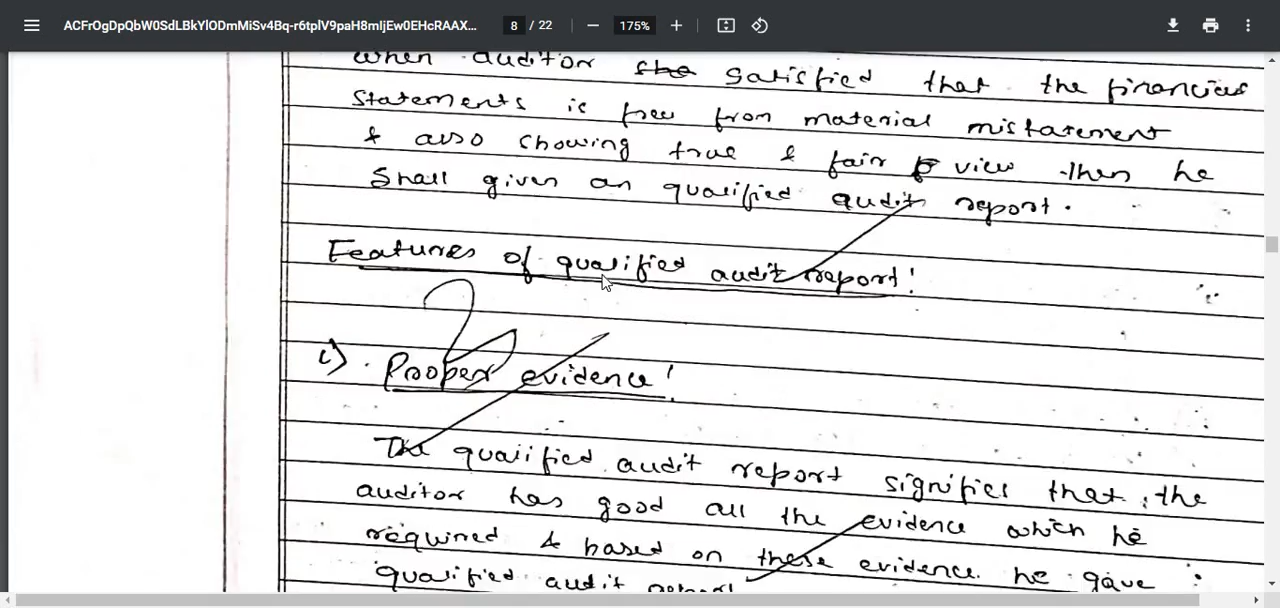 ACFrOgDpQbW0SdLBkYlODmMiSv4Bq-r6tplV9paH8mljEw0EHcRAAX...
8 / 22
175%
when auditor satisfied that the financial
statements is free from material mistatement
& also showing true & fair view then he
shall given an qualified audit report.
Features of qualified audit report!
i) Proper evidence!
The qualified audit report signifies that the
auditor has good all the evidence which he
required & based on these evidence he gave
qualified audit report